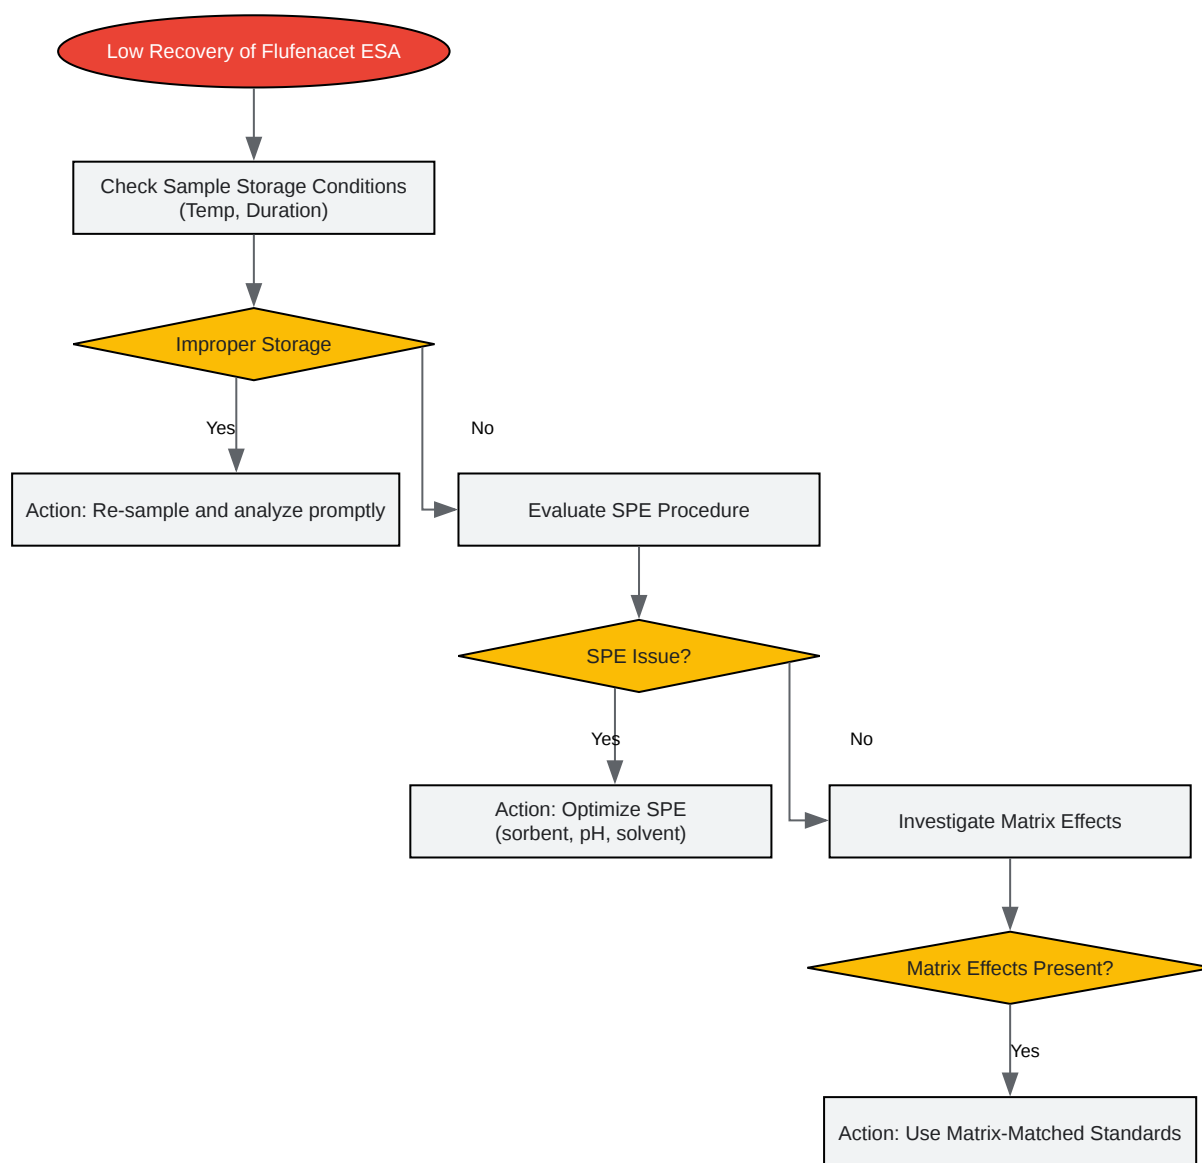 Low Recovery of Flufenacet ESA
Check Sample Storage Conditions
(Temp, Duration)
Improper Storage
Yes
No
Action: Re-sample and analyze promptly
Evaluate SPE Procedure
SPE Issue?
Yes
No
Action: Optimize SPE
(sorbent, pH, solvent)
Investigate Matrix Effects
Matrix Effects Present?
Yes
Action: Use Matrix-Matched Standards